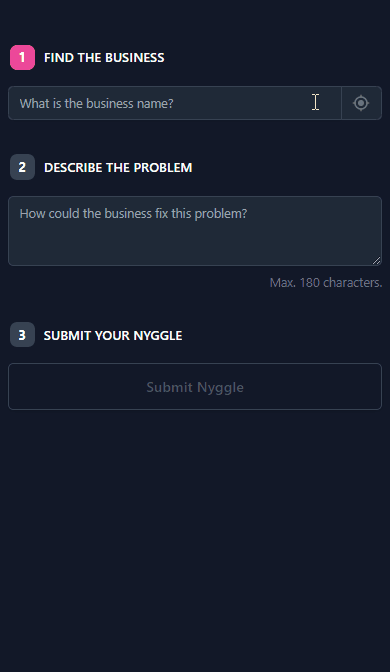 1 FIND THE BUSINESS
What is the business name?
2 DESCRIBE THE PROBLEM
How could the business fix this problem?
Max. 180 characters.
3 SUBMIT YOUR NYGGLE
Submit Nyggle